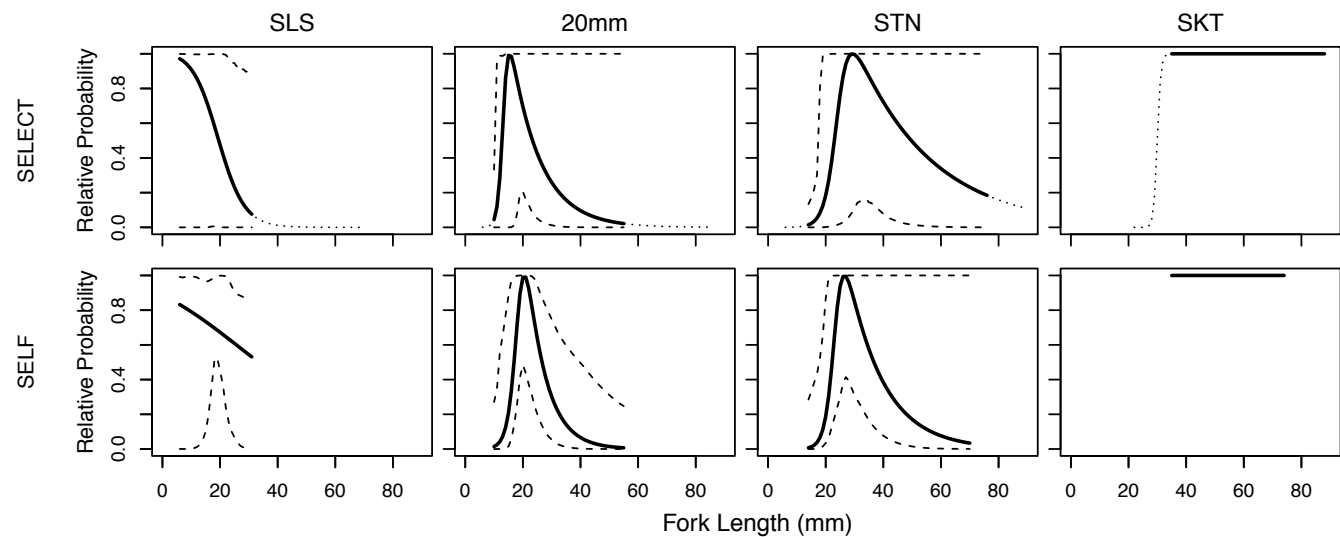 SLS 20mm STN SKT
SELECT
Relative Probability
0.0 0.4 0.8
SELF
Relative Probability
0.0 0.4 0.8
0 20 40 60 80 0 20 40 60 80 0 20 40 60 80 0 20 40 60 80
Fork Length (mm)